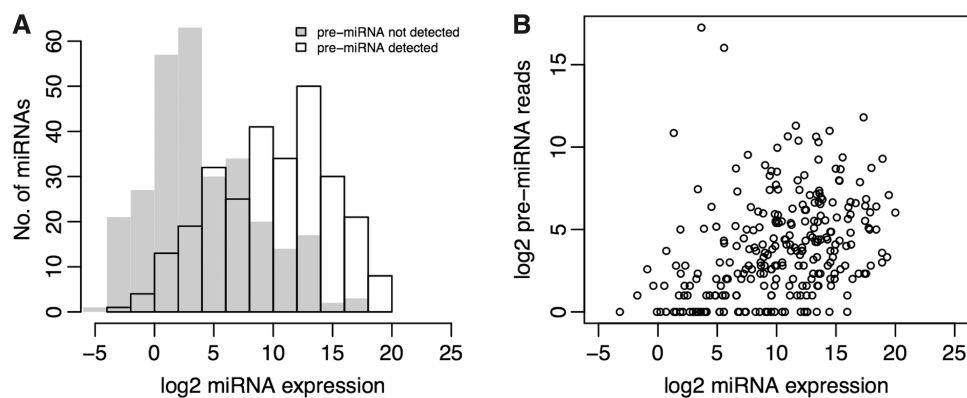 A
pre-miRNA not detected
pre-miRNA detected
No. of miRNAs
60
50
40
30
20
10
0
−5 0 5 10 15 20 25
log2 miRNA expression
B
log2 pre-miRNA reads
15
10
5
0
−5 0 5 10 15 20 25
log2 miRNA expression